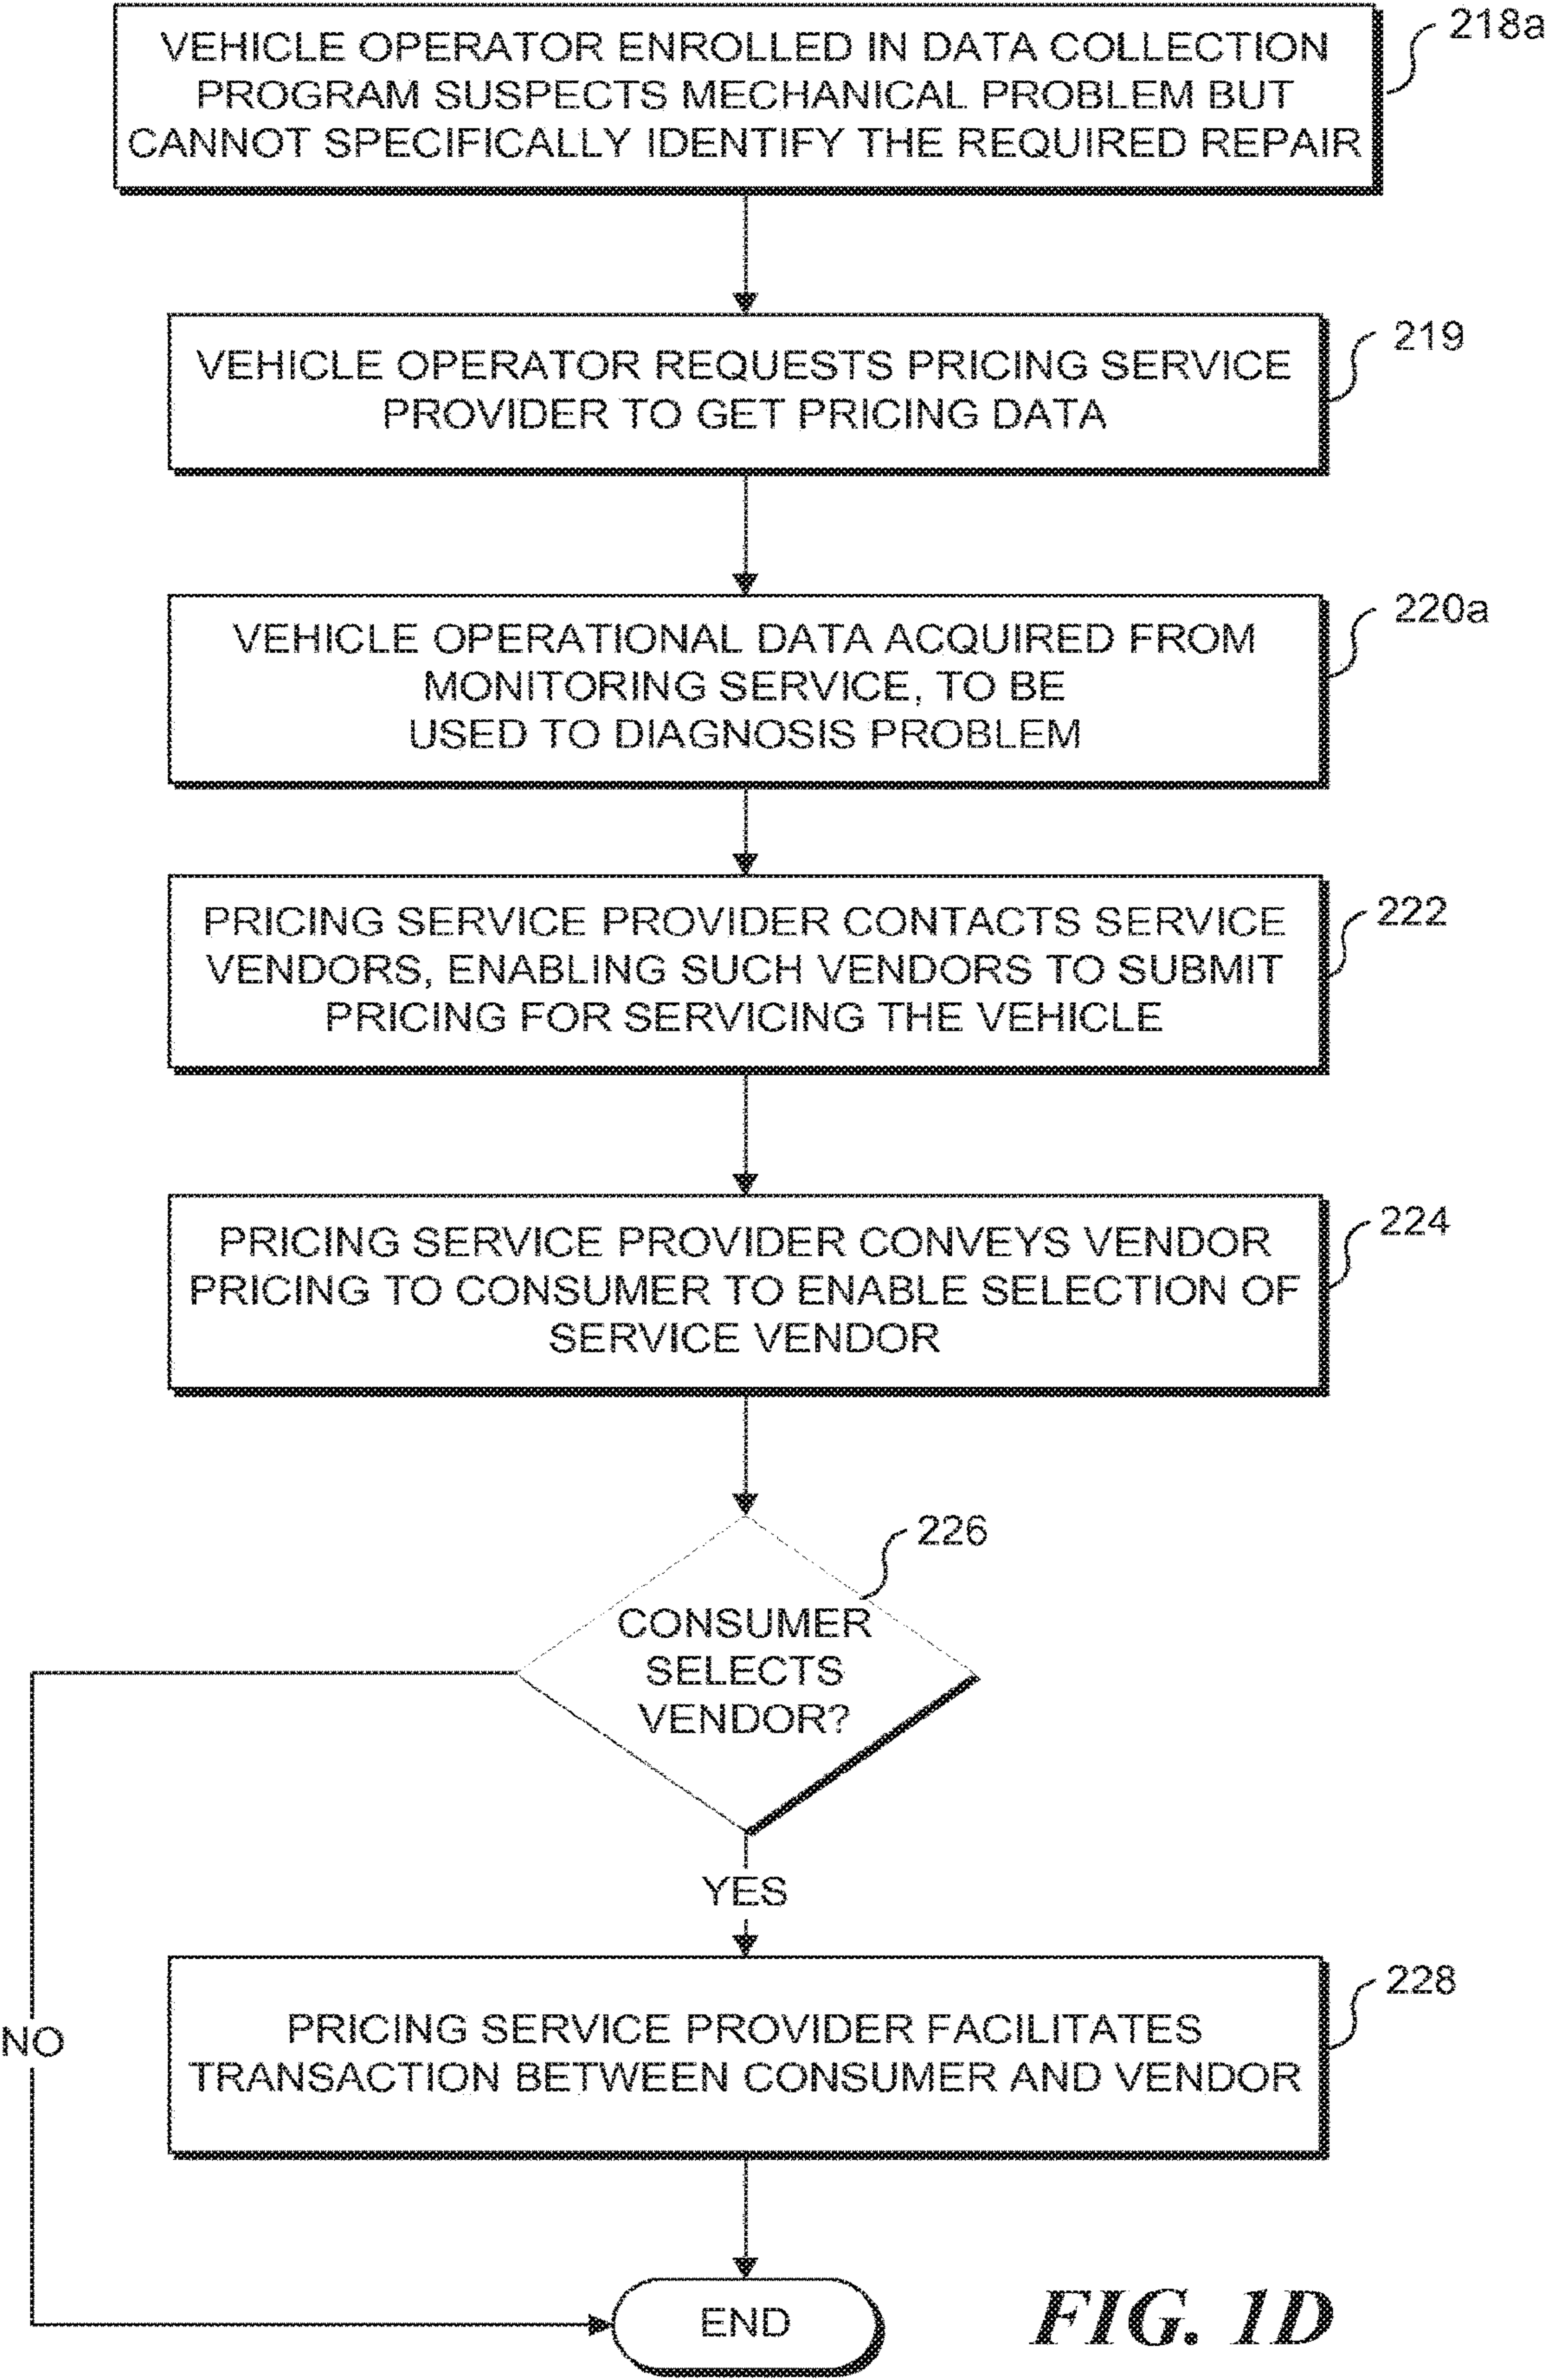 218a
VEHICLE OPERATOR ENROLLED IN DATA COLLECTION
PROGRAM SUSPECTS MECHANICAL PROBLEM BUT
CANNOT SPECIFICALLY IDENTIFY THE REQUIRED REPAIR
219
VEHICLE OPERATOR REQUESTS PRICING SERVICE
PROVIDER TO GET PRICING DATA
220a
VEHICLE OPERATIONAL DATA ACQUIRED FROM
MONITORING SERVICE, TO BE
USED TO DIAGNOSIS PROBLEM
222
PRICING SERVICE PROVIDER CONTACTS SERVICE
VENDORS, ENABLING SUCH VENDORS TO SUBMIT
PRICING FOR SERVICING THE VEHICLE
224
PRICING SERVICE PROVIDER CONVEYS VENDOR
PRICING TO CONSUMER TO ENABLE SELECTION OF
SERVICE VENDOR
226
CONSUMER
SELECTS
VENDOR?
YES
228
PRICING SERVICE PROVIDER FACILITATES
TRANSACTION BETWEEN CONSUMER AND VENDOR
NO
END
FIG. 1D